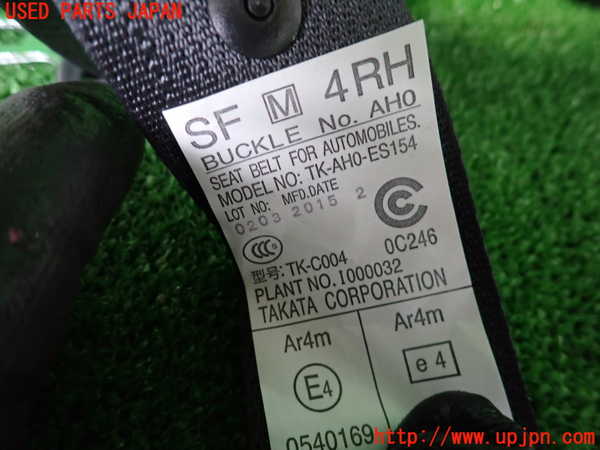 USED PARTS JAPAN
SF M 4RH
BUCKLE No. AH0
SEAT BELT FOR AUTOMOBILES.
MODEL NO: TK-AH0-ES154
LOT NO: MFD.DATE
0203 2015 2
CCC
型号: TK-C004 0C246
PLANT NO. I000032
TAKATA CORPORATION
Ar4m Ar4m
E4 e 4
0540169
http://www.upjpn.com